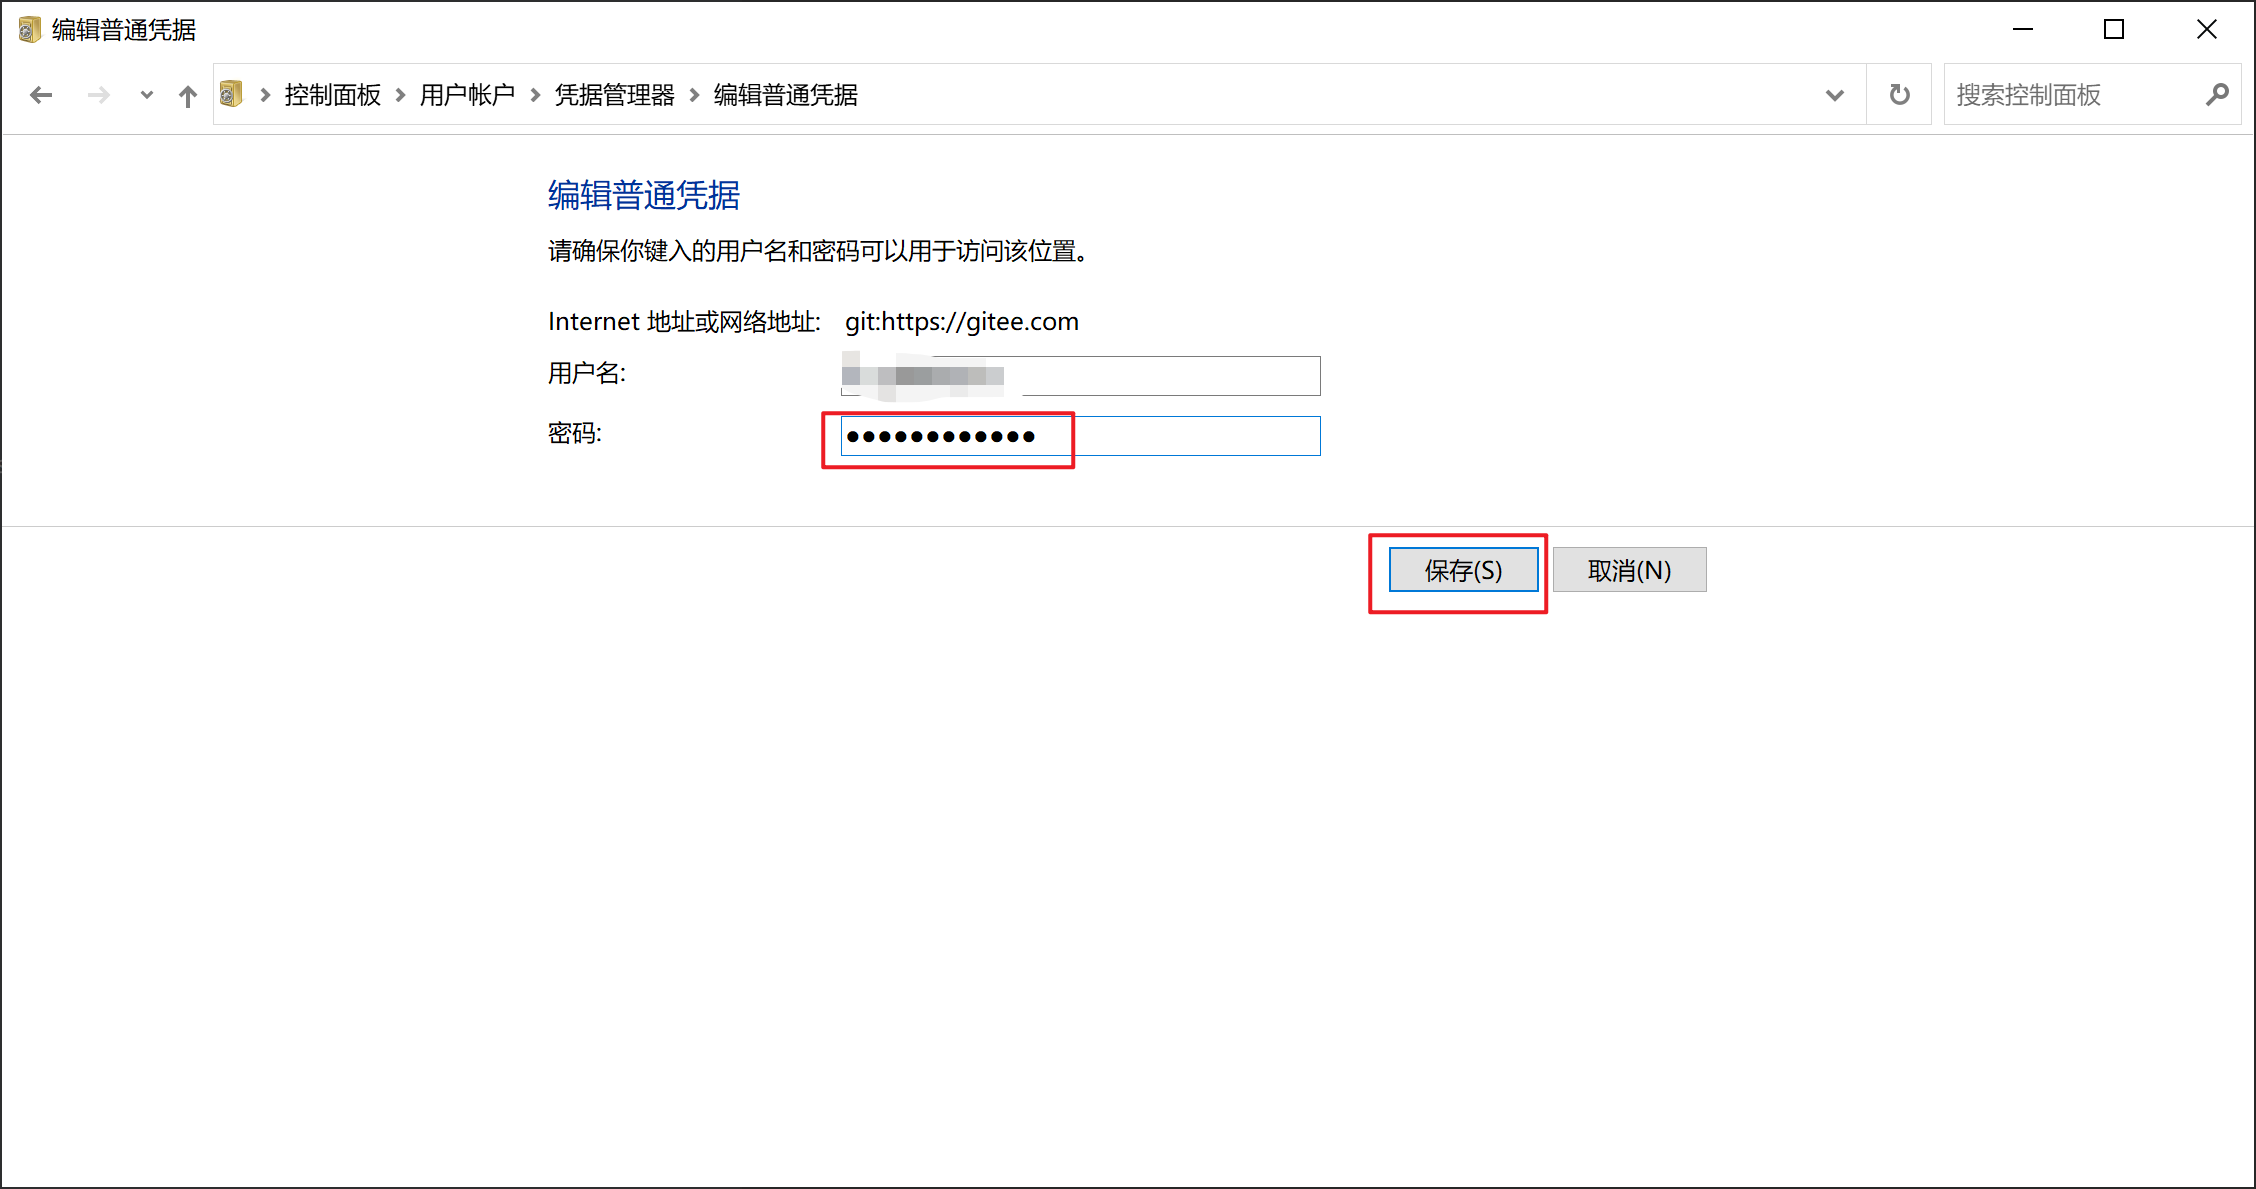 编辑普通凭据
控制面板 用户帐户 凭据管理器 编辑普通凭据
搜索控制面板
编辑普通凭据
请确保你键入的用户名和密码可以用于访问该位置。
Internet 地址或网络地址: git:https://gitee.com
用户名:
密码: ●●●●●●●●●●●●
保存(S) 取消(N)